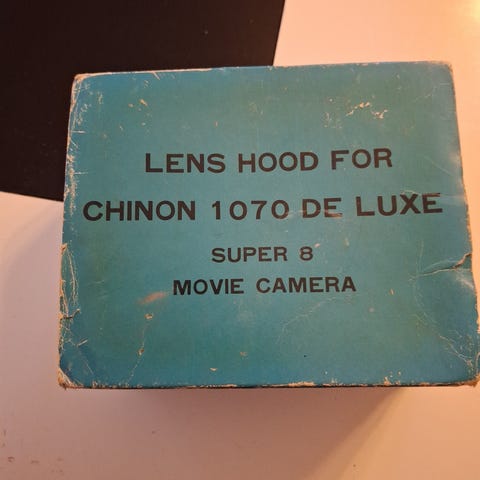 LENS HOOD FOR
CHINON 1070 DE LUXE
SUPER 8
MOVIE CAMERA